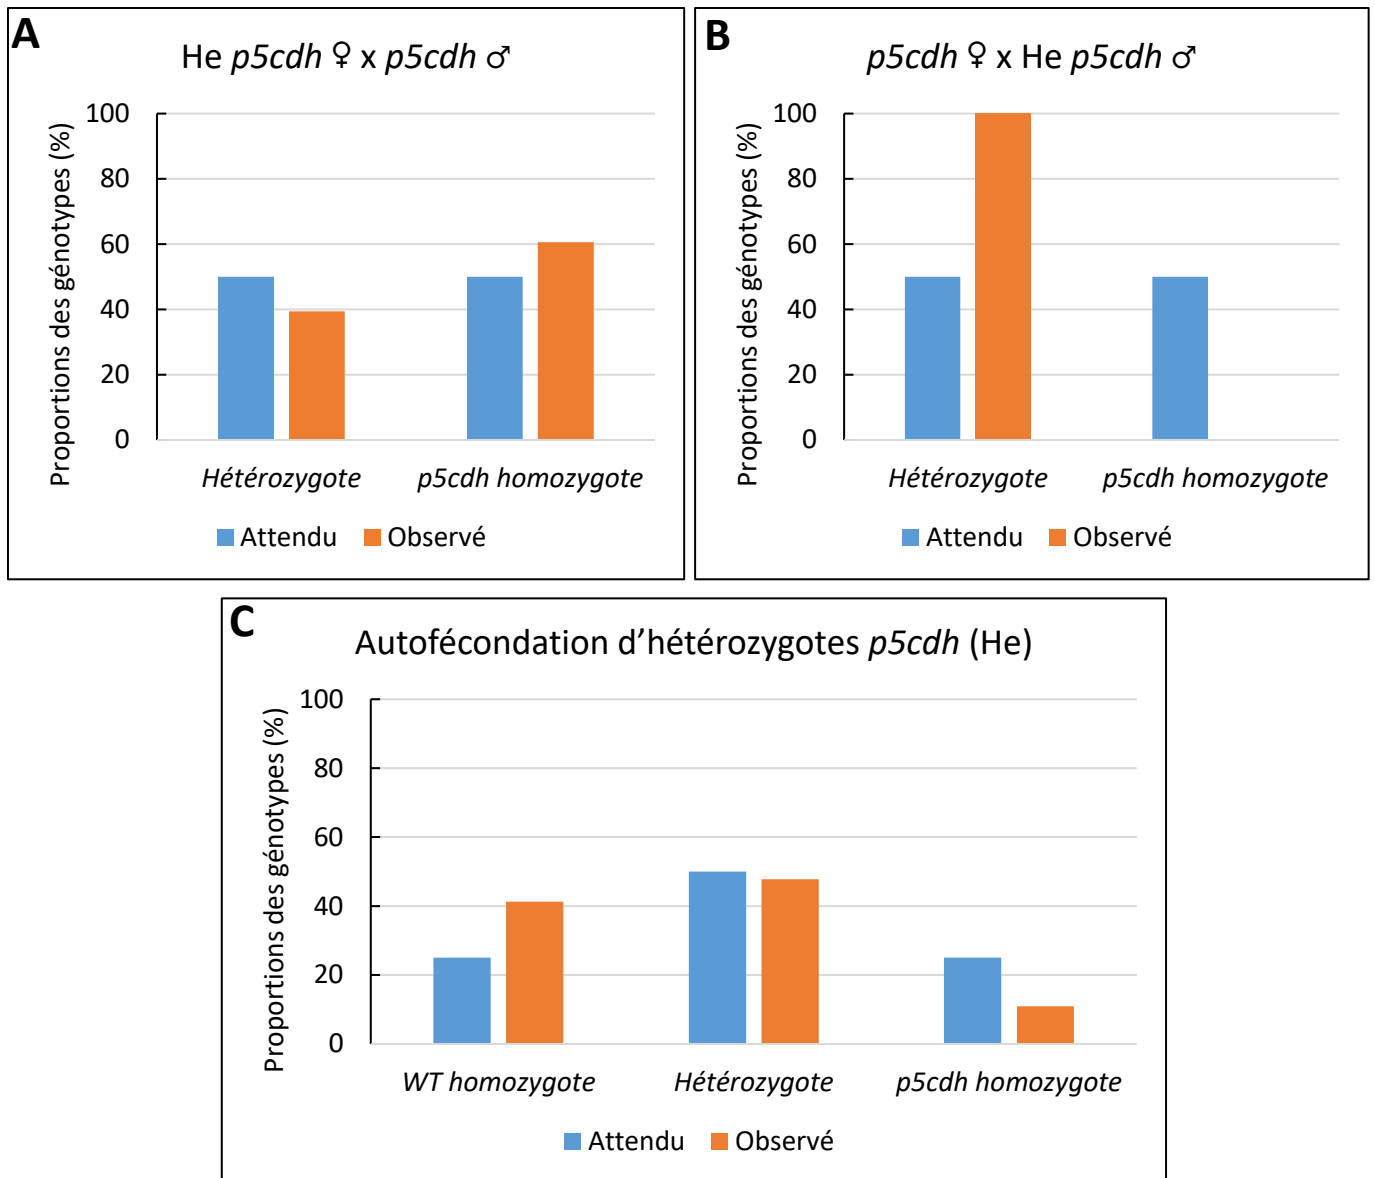 A
He p5cdh ♀ x p5cdh ♂
Proportions des génotypes (%)
100
80
60
40
20
0
Hétérozygote
p5cdh homozygote
Attendu
Observé
B
p5cdh ♀ x He p5cdh ♂
Proportions des génotypes (%)
100
80
60
40
20
0
Hétérozygote
p5cdh homozygote
Attendu
Observé
C
Autofécondation d’hétérozygotes p5cdh (He)
Proportions des génotypes (%)
100
80
60
40
20
0
WT homozygote
Hétérozygote
p5cdh homozygote
Attendu
Observé